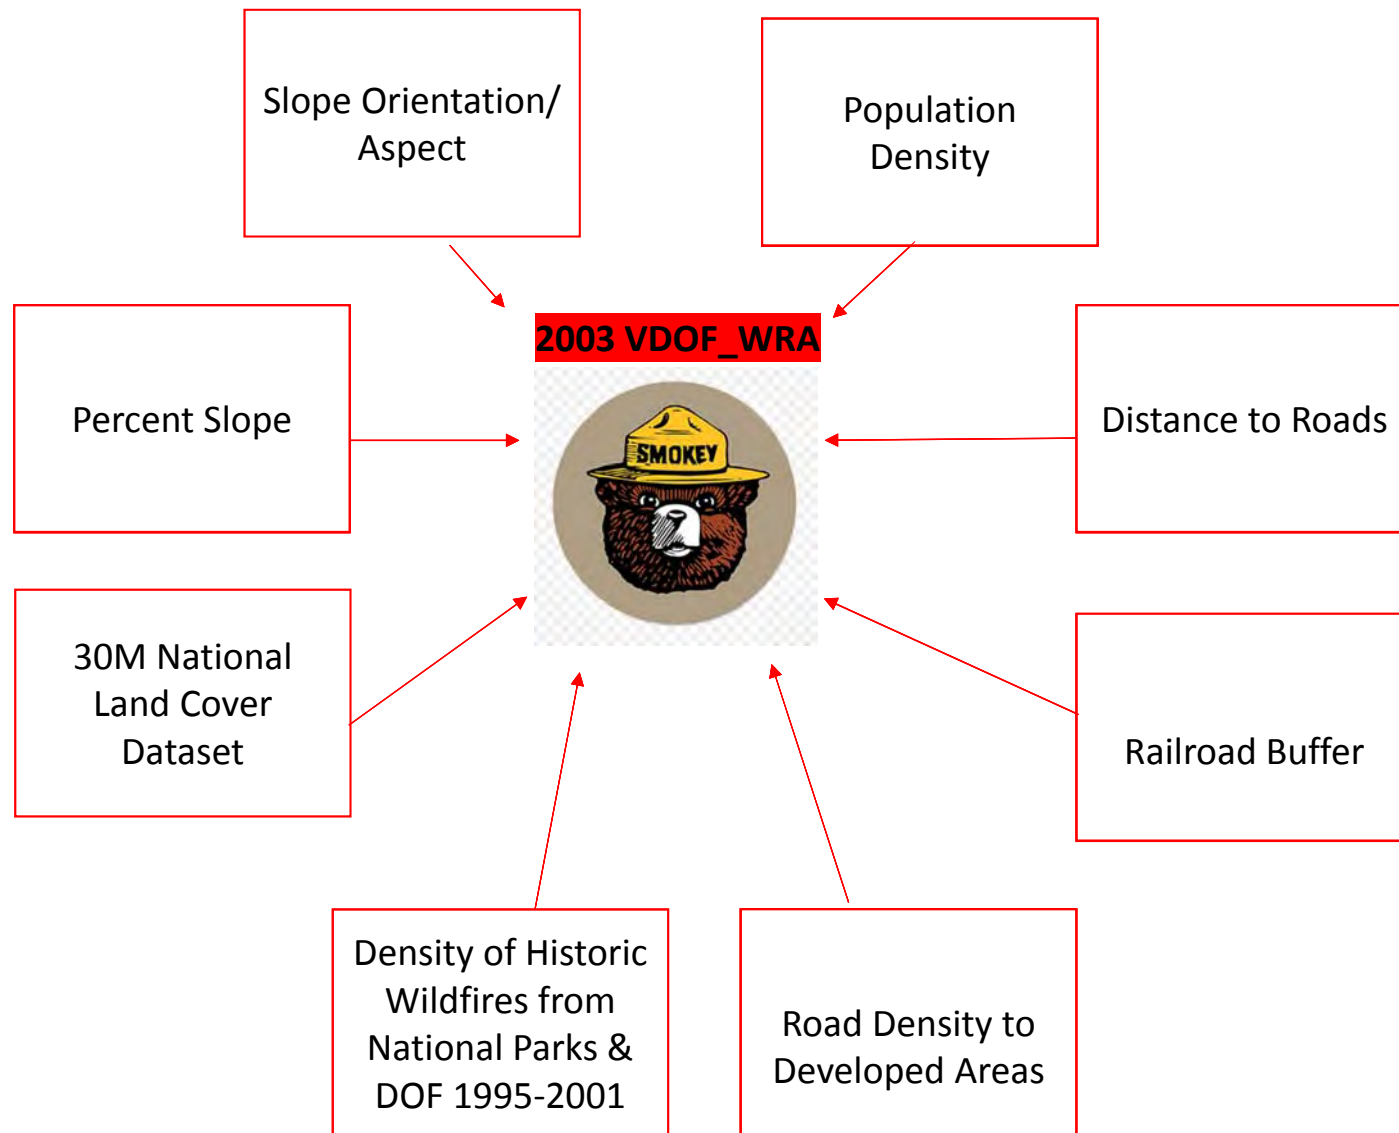 Slope Orientation/
Aspect
Population
Density
2003 VDOF_WRA
SMOKEY
Percent Slope
Distance to Roads
30M National
Land Cover
Dataset
Railroad Buffer
Density of Historic
Wildfires from
National Parks &
DOF 1995-2001
Road Density to
Developed Areas